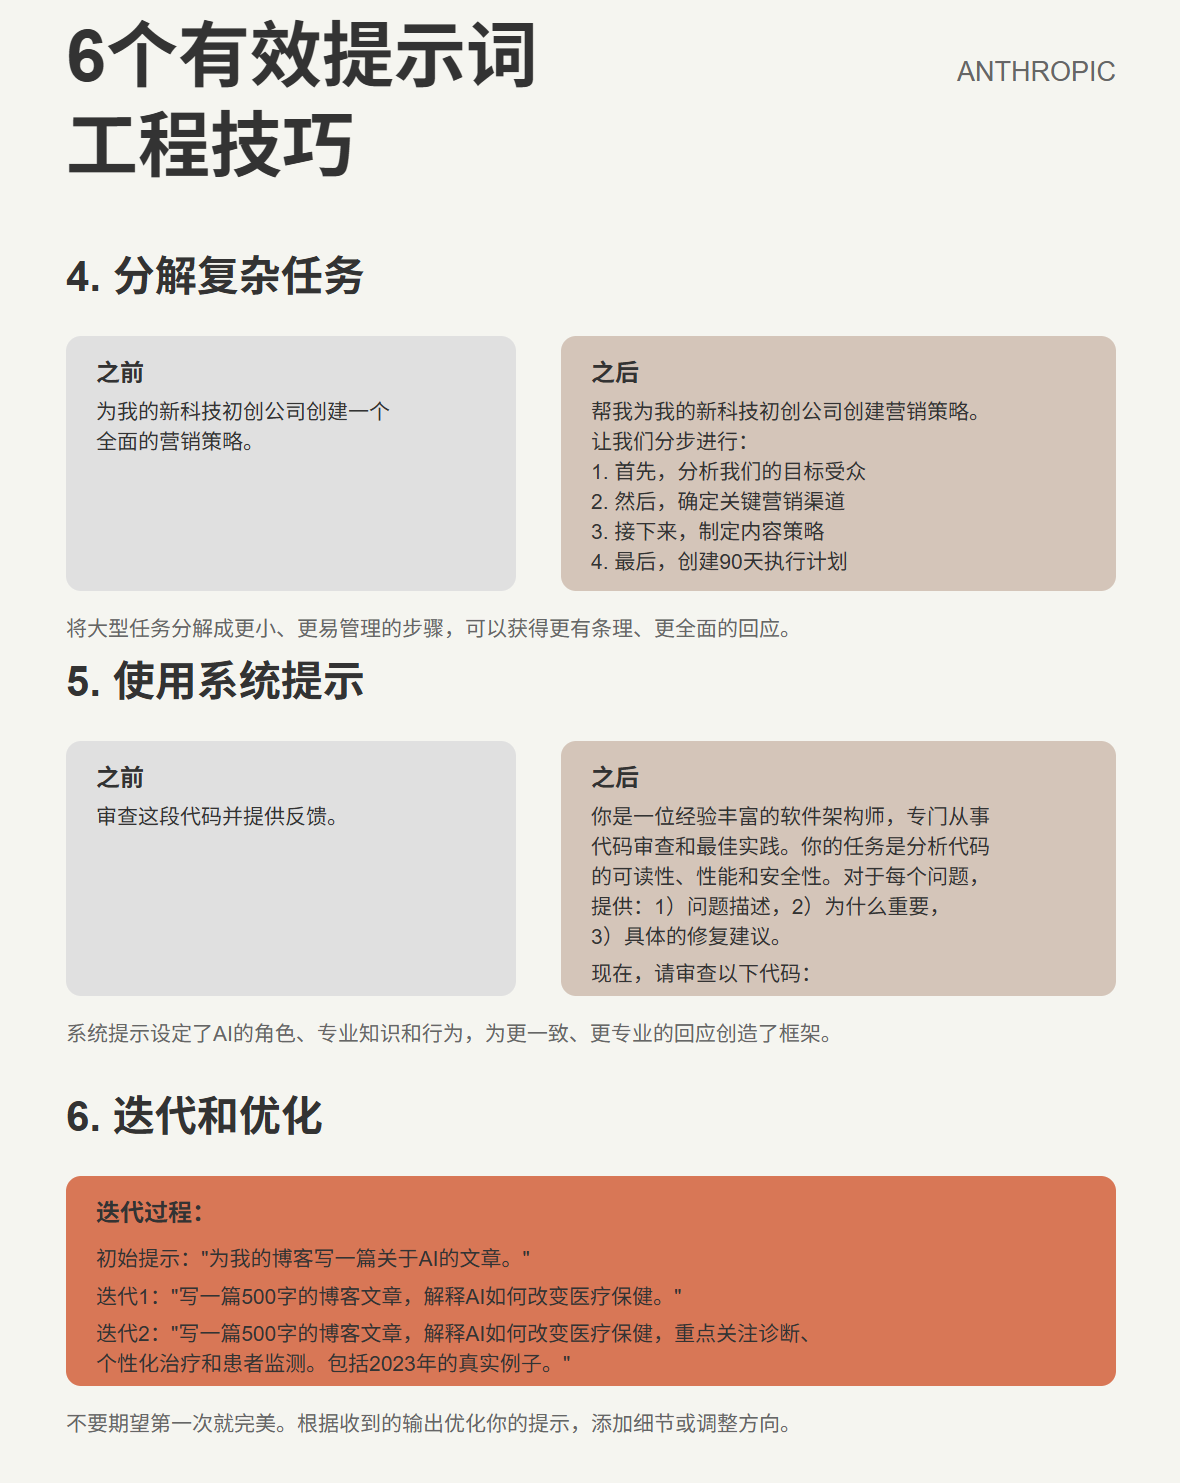 6个有效提示词
工程技巧
ANTHROPIC
4. 分解复杂任务
之前
为我的新科技初创公司创建一个
全面的营销策略。
之后
帮我为我的新科技初创公司创建营销策略。
让我们分步进行：
1. 首先，分析我们的目标受众
2. 然后，确定关键营销渠道
3. 接下来，制定内容策略
4. 最后，创建90天执行计划
将大型任务分解成更小、更易管理的步骤，可以获得更有条理、更全面的回应。
5. 使用系统提示
之前
审查这段代码并提供反馈。
之后
你是一位经验丰富的软件架构师，专门从事
代码审查和最佳实践。你的任务是分析代码
的可读性、性能和安全性。对于每个问题，
提供：1）问题描述，2）为什么重要，
3）具体的修复建议。
现在，请审查以下代码：
系统提示设定了AI的角色、专业知识和行为，为更一致、更专业的回应创造了框架。
6. 迭代和优化
迭代过程：
初始提示："为我的博客写一篇关于AI的文章。"
迭代1："写一篇500字的博客文章，解释AI如何改变医疗保健。"
迭代2："写一篇500字的博客文章，解释AI如何改变医疗保健，重点关注诊断、
个性化治疗和患者监测。包括2023年的真实例子。"
不要期望第一次就完美。根据收到的输出优化你的提示，添加细节或调整方向。